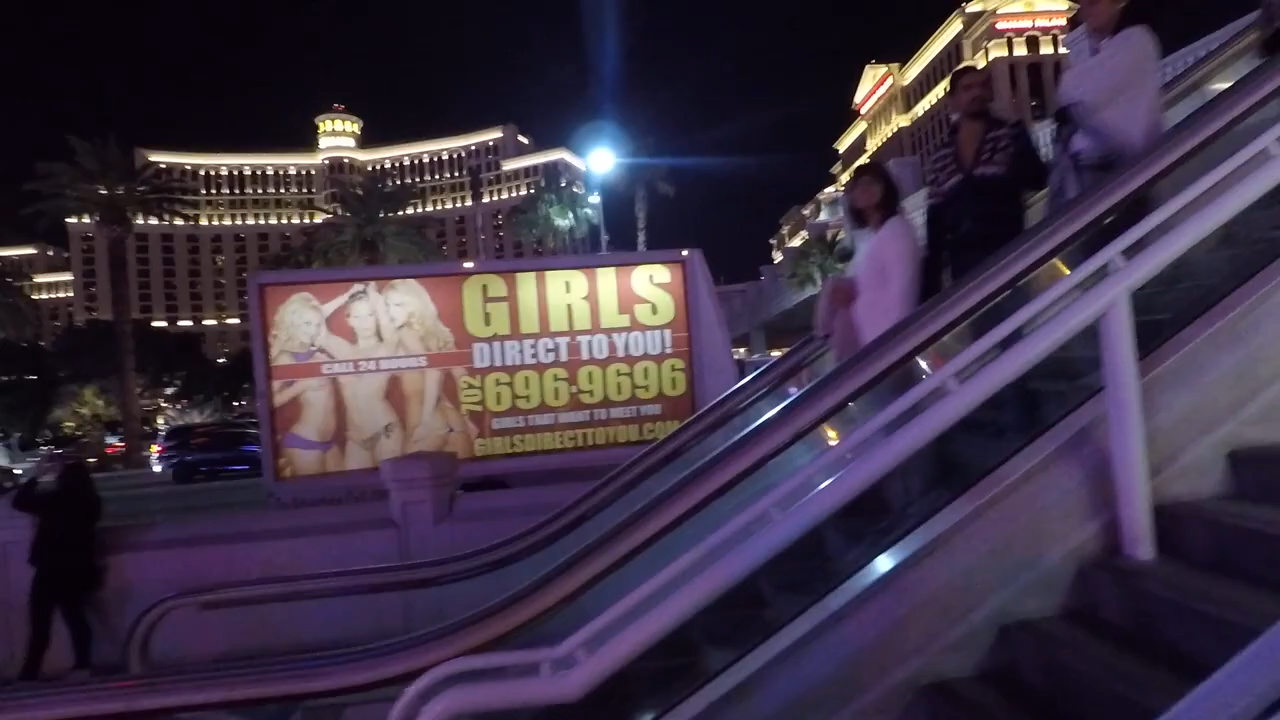 GIRLS
DIRECT TO YOU!
CALL 24 HOURS
702 696-9696
GIRLS THAT WANT TO MEET YOU
GIRLSDIRECTTOYOU.COM